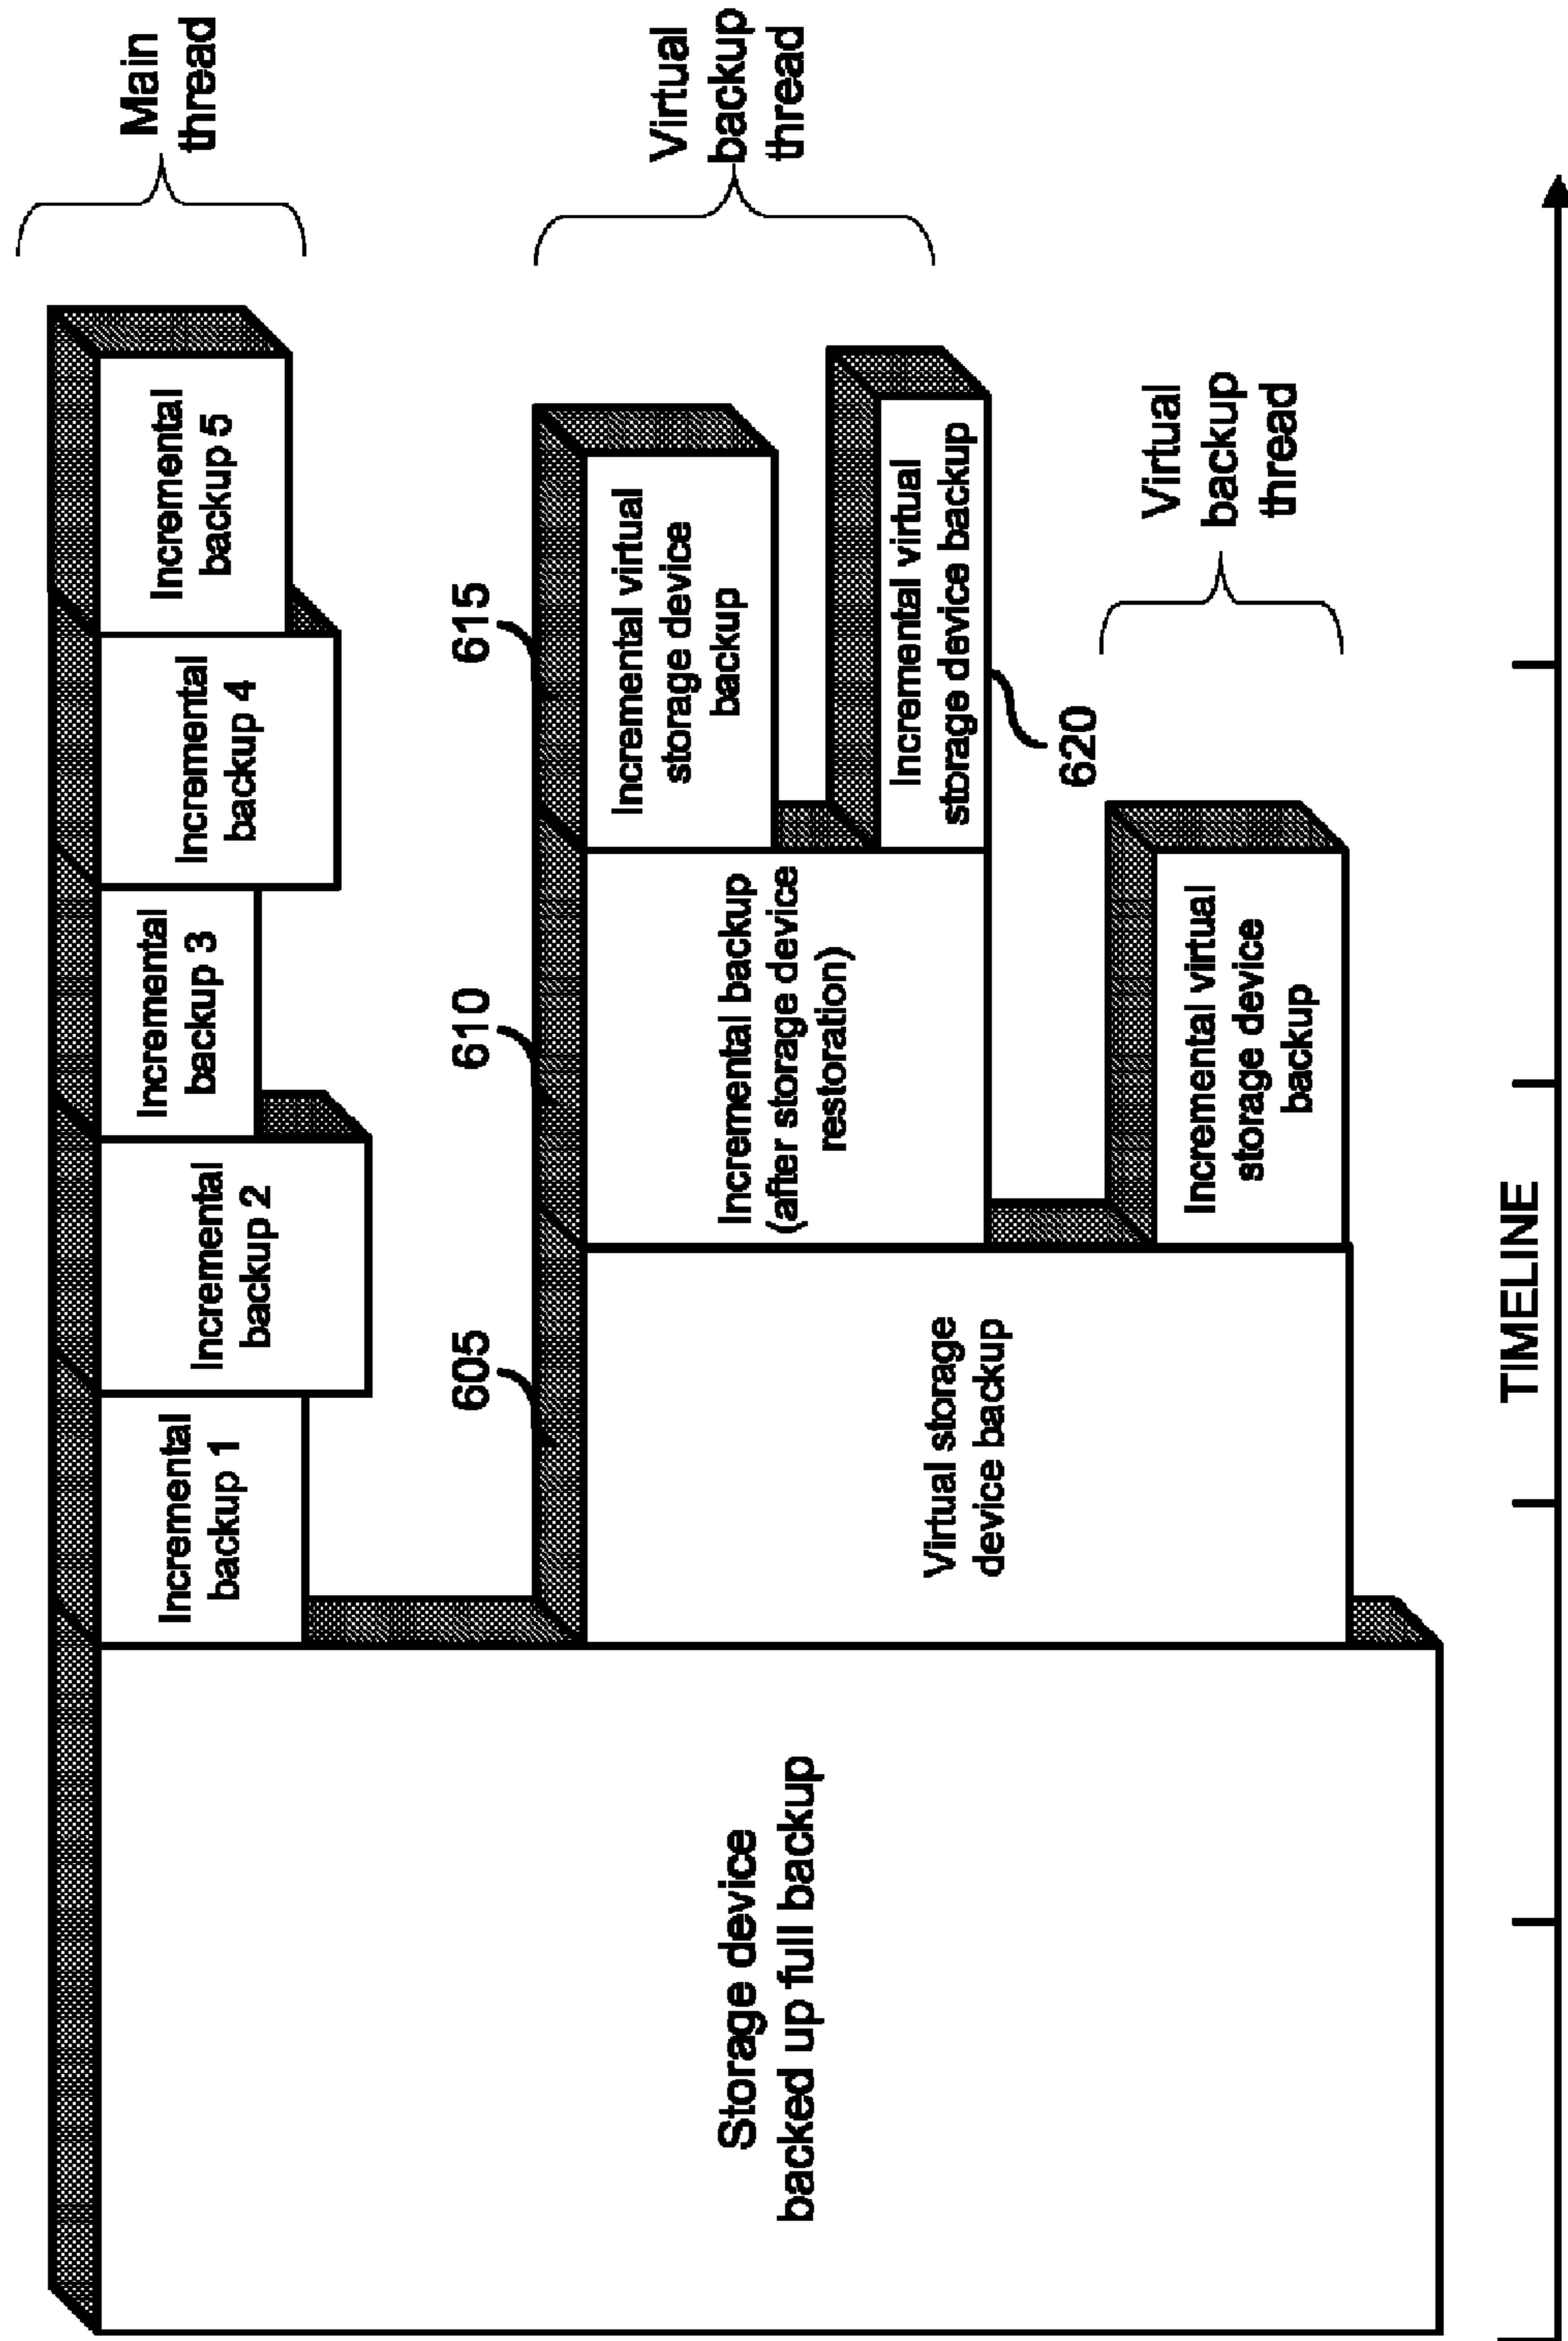 Storage device
backed up full backup
Incremental
backup 1
Incremental
backup 2
Incremental
backup 3
Incremental
backup 4
Incremental
backup 5
Main
thread
605
610
615
Virtual storage
device backup
Incremental backup
(after storage device
restoration)
Incremental virtual
storage device
backup
Incremental virtual
storage device backup
620
Virtual
backup
thread
Incremental virtual
storage device
backup
Virtual
backup
thread
TIMELINE